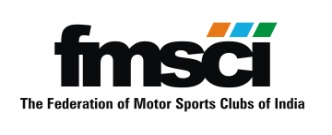 fmsci
The Federation of Motor Sports Clubs of India